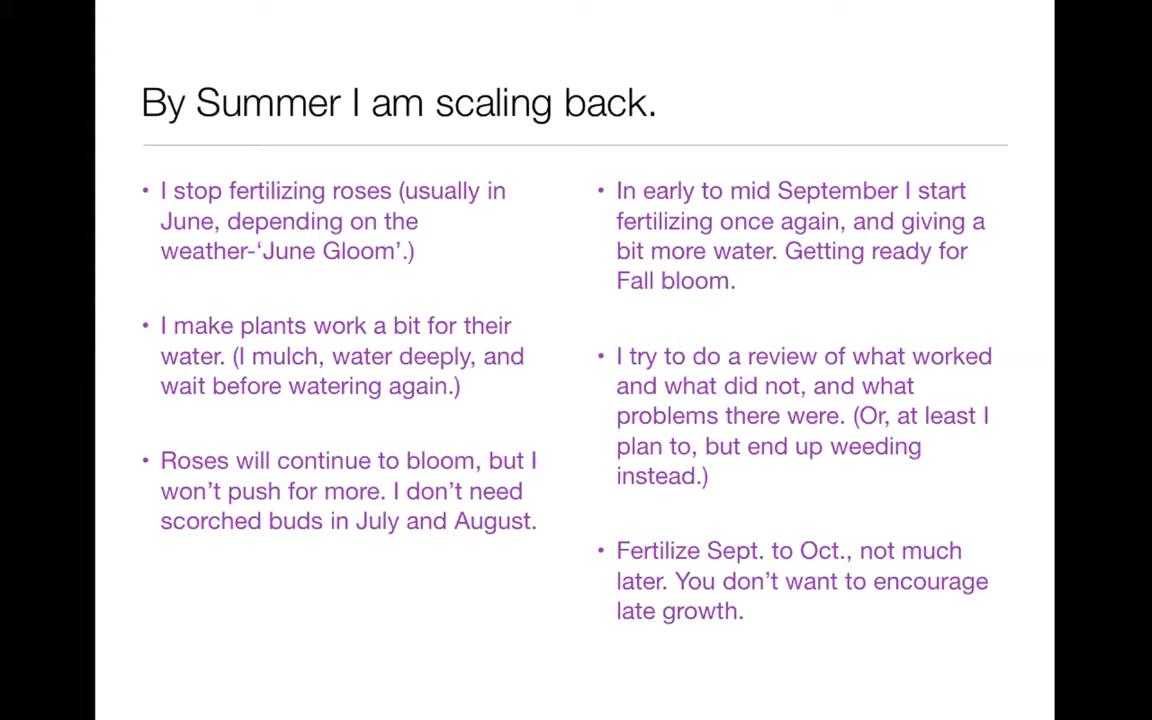 By Summer I am scaling back.
• I stop fertilizing roses (usually in
June, depending on the
weather-‘June Gloom’.)
• I make plants work a bit for their
water. (I mulch, water deeply, and
wait before watering again.)
• Roses will continue to bloom, but I
won’t push for more. I don’t need
scorched buds in July and August.
• In early to mid September I start
fertilizing once again, and giving a
bit more water. Getting ready for
Fall bloom.
• I try to do a review of what worked
and what did not, and what
problems there were. (Or, at least I
plan to, but end up weeding
instead.)
• Fertilize Sept. to Oct., not much
later. You don’t want to encourage
late growth.